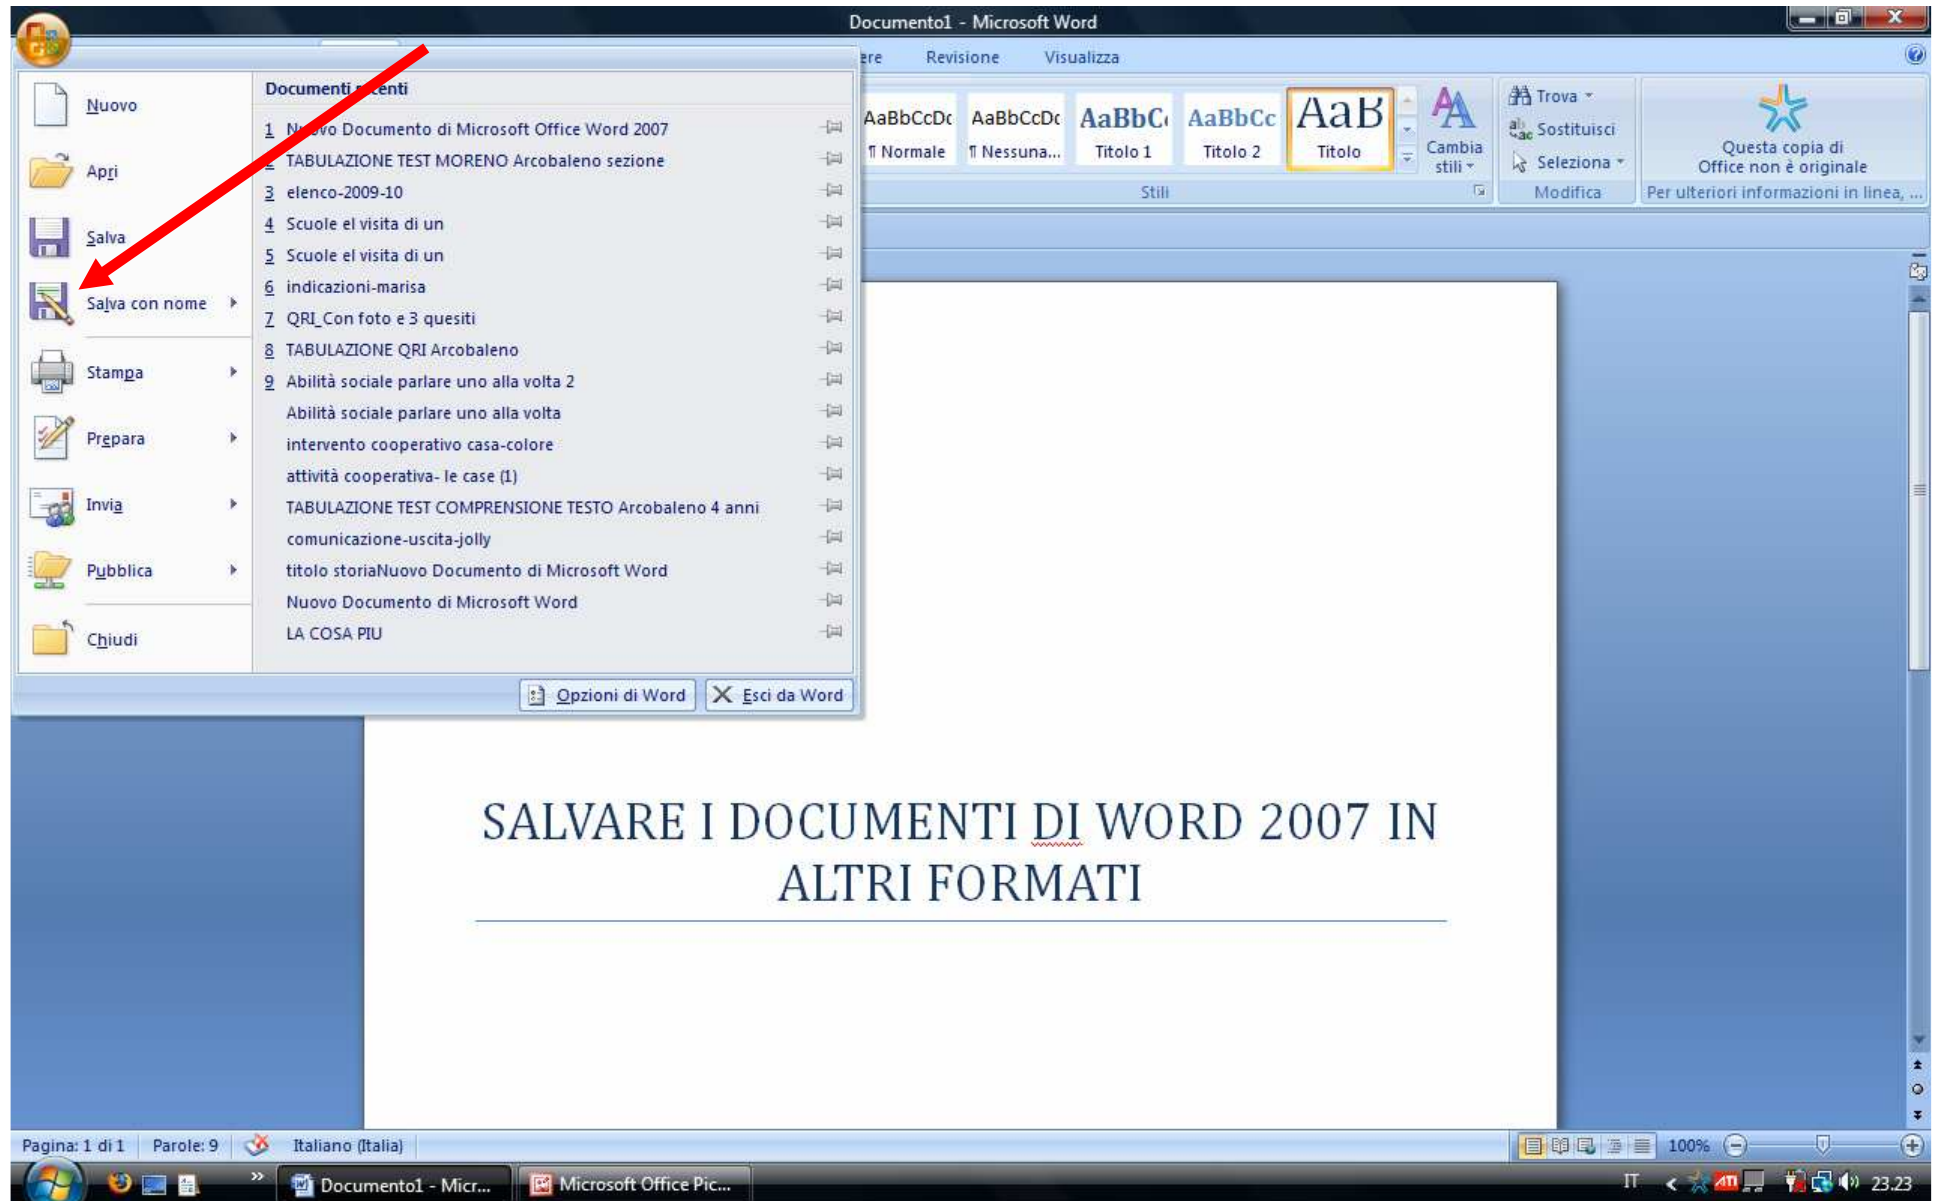 Documento1 - Microsoft Word
ere Revisione Visualizza
Nuovo
Apri
Salva
Salva con nome
Stampa
Prepara
Invia
Pubblica
Chiudi
Documenti recenti
1 Nuovo Documento di Microsoft Office Word 2007
TABULAZIONE TEST MORENO Arcobaleno sezione
3 elenco-2009-10
4 Scuole el visita di un
5 Scuole el visita di un
6 indicazioni-marisa
7 QRI_Con foto e 3 quesiti
8 TABULAZIONE QRI Arcobaleno
9 Abilità sociale parlare uno alla volta 2
Abilità sociale parlare uno alla volta
intervento cooperativo casa-colore
attività cooperativa- le case (1)
TABULAZIONE TEST COMPRENSIONE TESTO Arcobaleno 4 anni
comunicazione-uscita-jolly
titolo storiaNuovo Documento di Microsoft Word
Nuovo Documento di Microsoft Word
LA COSA PIU
Opzioni di Word Esci da Word
AaBbCcDc AaBbCcDc AaBbC AaBbCc AaB
¶ Normale ¶ Nessuna... Titolo 1 Titolo 2 Titolo
Cambia
stili
Stili
Trova
Sostituisci
Seleziona
Modifica
Questa copia di
Office non è originale
Per ulteriori informazioni in linea, ...
SALVARE I DOCUMENTI DI WORD 2007 IN
ALTRI FORMATI
Pagina: 1 di 1 Parole: 9 Italiano (Italia) 100%
» Documento1 - Micr... Microsoft Office Pic... IT ATI 23.23